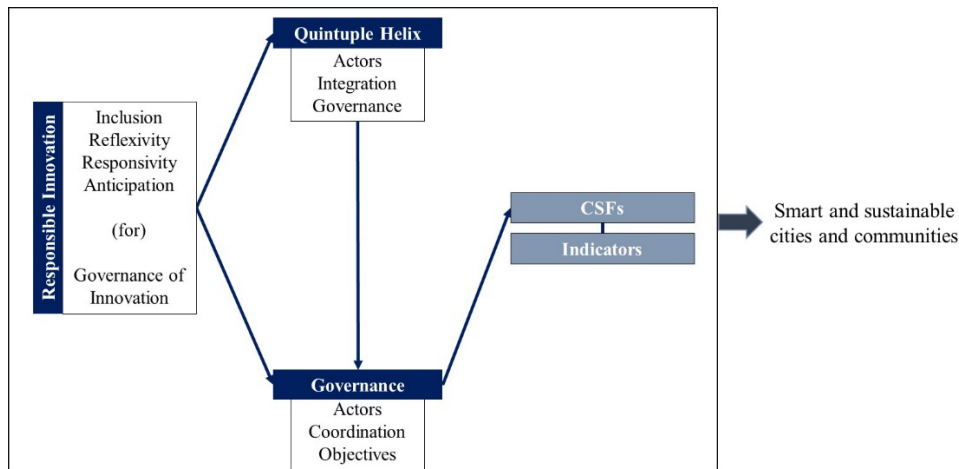 Responsible Innovation
Inclusion
Reflexivity
Responsivity
Anticipation
(for)
Governance of
Innovation
Quintuple Helix
Actors
Integration
Governance
Governance
Actors
Coordination
Objectives
CSFs
Indicators
Smart and sustainable
cities and communities